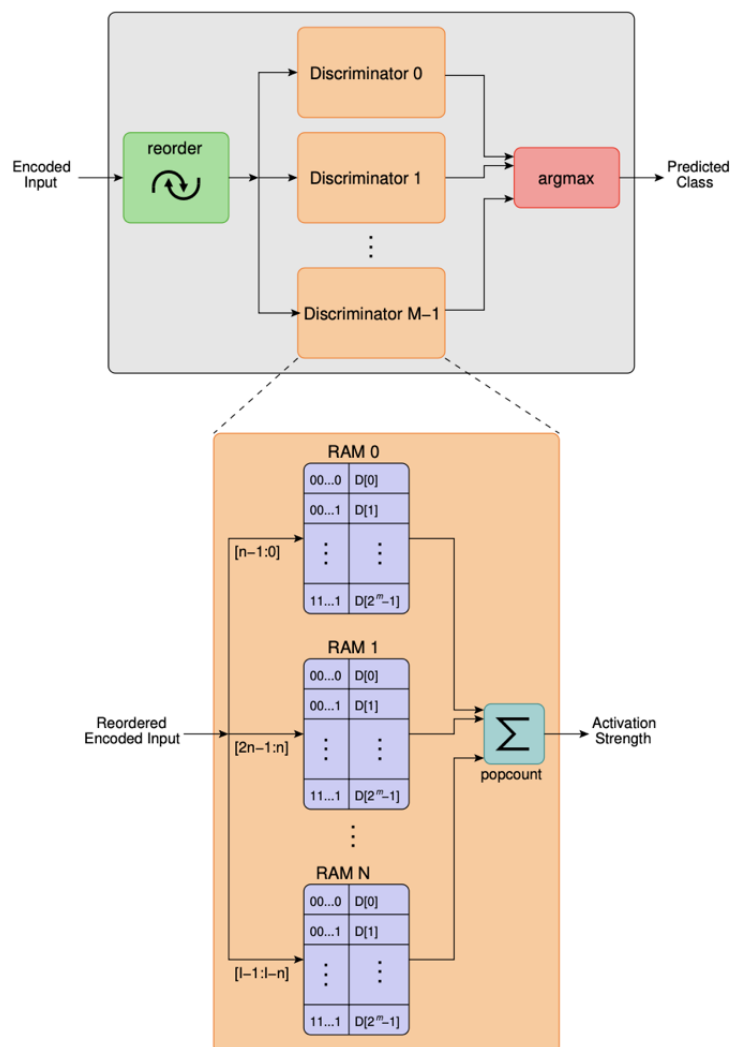 Discriminator 0
reorder
Encoded
Input
Discriminator 1
argmax
Predicted
Class
⋮
Discriminator M−1
RAM 0
00...0 D[0]
00...1 D[1]
[n−1:0]
⋮ ⋮
11...1 D[2^m−1]
RAM 1
00...0 D[0]
00...1 D[1]
Reordered
Encoded Input
[2n−1:n]
⋮ ⋮
11...1 D[2^m−1]
Σ
popcount
Activation
Strength
⋮
RAM N
00...0 D[0]
00...1 D[1]
[I−1:I−n]
⋮ ⋮
11...1 D[2^m−1]